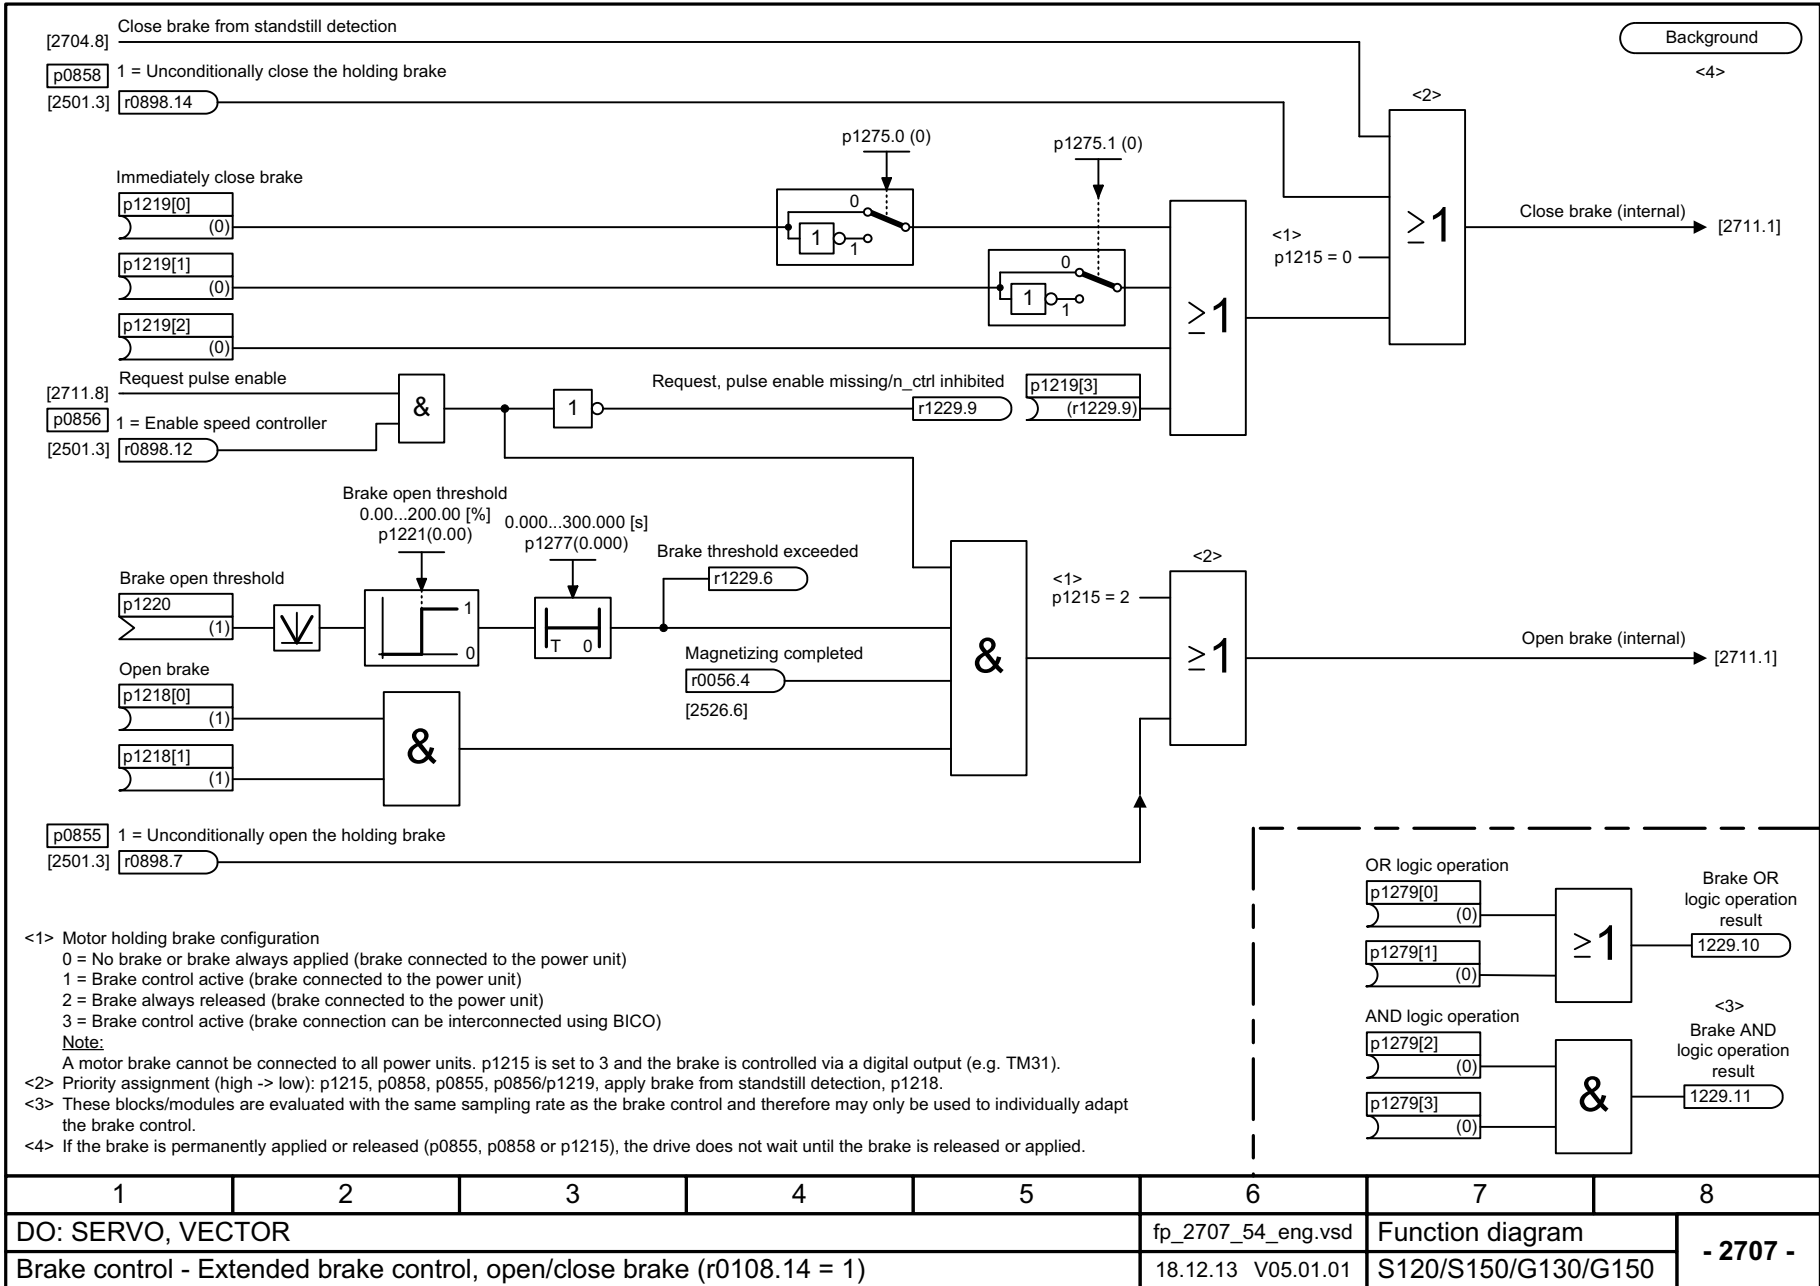 Close brake from standstill detection
[2704.8]
Background
<4>
p0858 1 = Unconditionally close the holding brake
[2501.3] r0898.14
<2>
p1275.0 (0)
p1275.1 (0)
Immediately close brake
p1219[0]
(0)
0
1
1
p1219[1]
(0)
0
1
1
p1219[2]
(0)
≥1
<1>
p1215 = 0
≥1
Close brake (internal)
[2711.1]
Request pulse enable
[2711.8]
p0856 1 = Enable speed controller
[2501.3] r0898.12
&
1
Request, pulse enable missing/n_ctrl inhibited
r1229.9
p1219[3]
(r1229.9)
Brake open threshold
0.00...200.00 [%]
p1221(0.00)
0.000...300.000 [s]
p1277(0.000)
Brake threshold exceeded
r1229.6
Brake open threshold
p1220
(1)
1
0
T 0
Magnetizing completed
r0056.4
[2526.6]
&
<1>
p1215 = 2
<2>
≥1
Open brake (internal)
[2711.1]
Open brake
p1218[0]
(1)
p1218[1]
(1)
&
p0855 1 = Unconditionally open the holding brake
[2501.3] r0898.7
OR logic operation
p1279[0]
(0)
p1279[1]
(0)
≥1
Brake OR
logic operation
result
1229.10
AND logic operation
p1279[2]
(0)
p1279[3]
(0)
&
<3>
Brake AND
logic operation
result
1229.11
<1> Motor holding brake configuration
0 = No brake or brake always applied (brake connected to the power unit)
1 = Brake control active (brake connected to the power unit)
2 = Brake always released (brake connected to the power unit)
3 = Brake control active (brake connection can be interconnected using BICO)
Note:
A motor brake cannot be connected to all power units. p1215 is set to 3 and the brake is controlled via a digital output (e.g. TM31).
<2> Priority assignment (high -> low): p1215, p0858, p0855, p0856/p1219, apply brake from standstill detection, p1218.
<3> These blocks/modules are evaluated with the same sampling rate as the brake control and therefore may only be used to individually adapt
the brake control.
<4> If the brake is permanently applied or released (p0855, p0858 or p1215), the drive does not wait until the brake is released or applied.
1 2 3 4 5 6 7 8
DO: SERVO, VECTOR
fp_2707_54_eng.vsd
Function diagram
- 2707 -
Brake control - Extended brake control, open/close brake (r0108.14 = 1)
18.12.13 V05.01.01
S120/S150/G130/G150